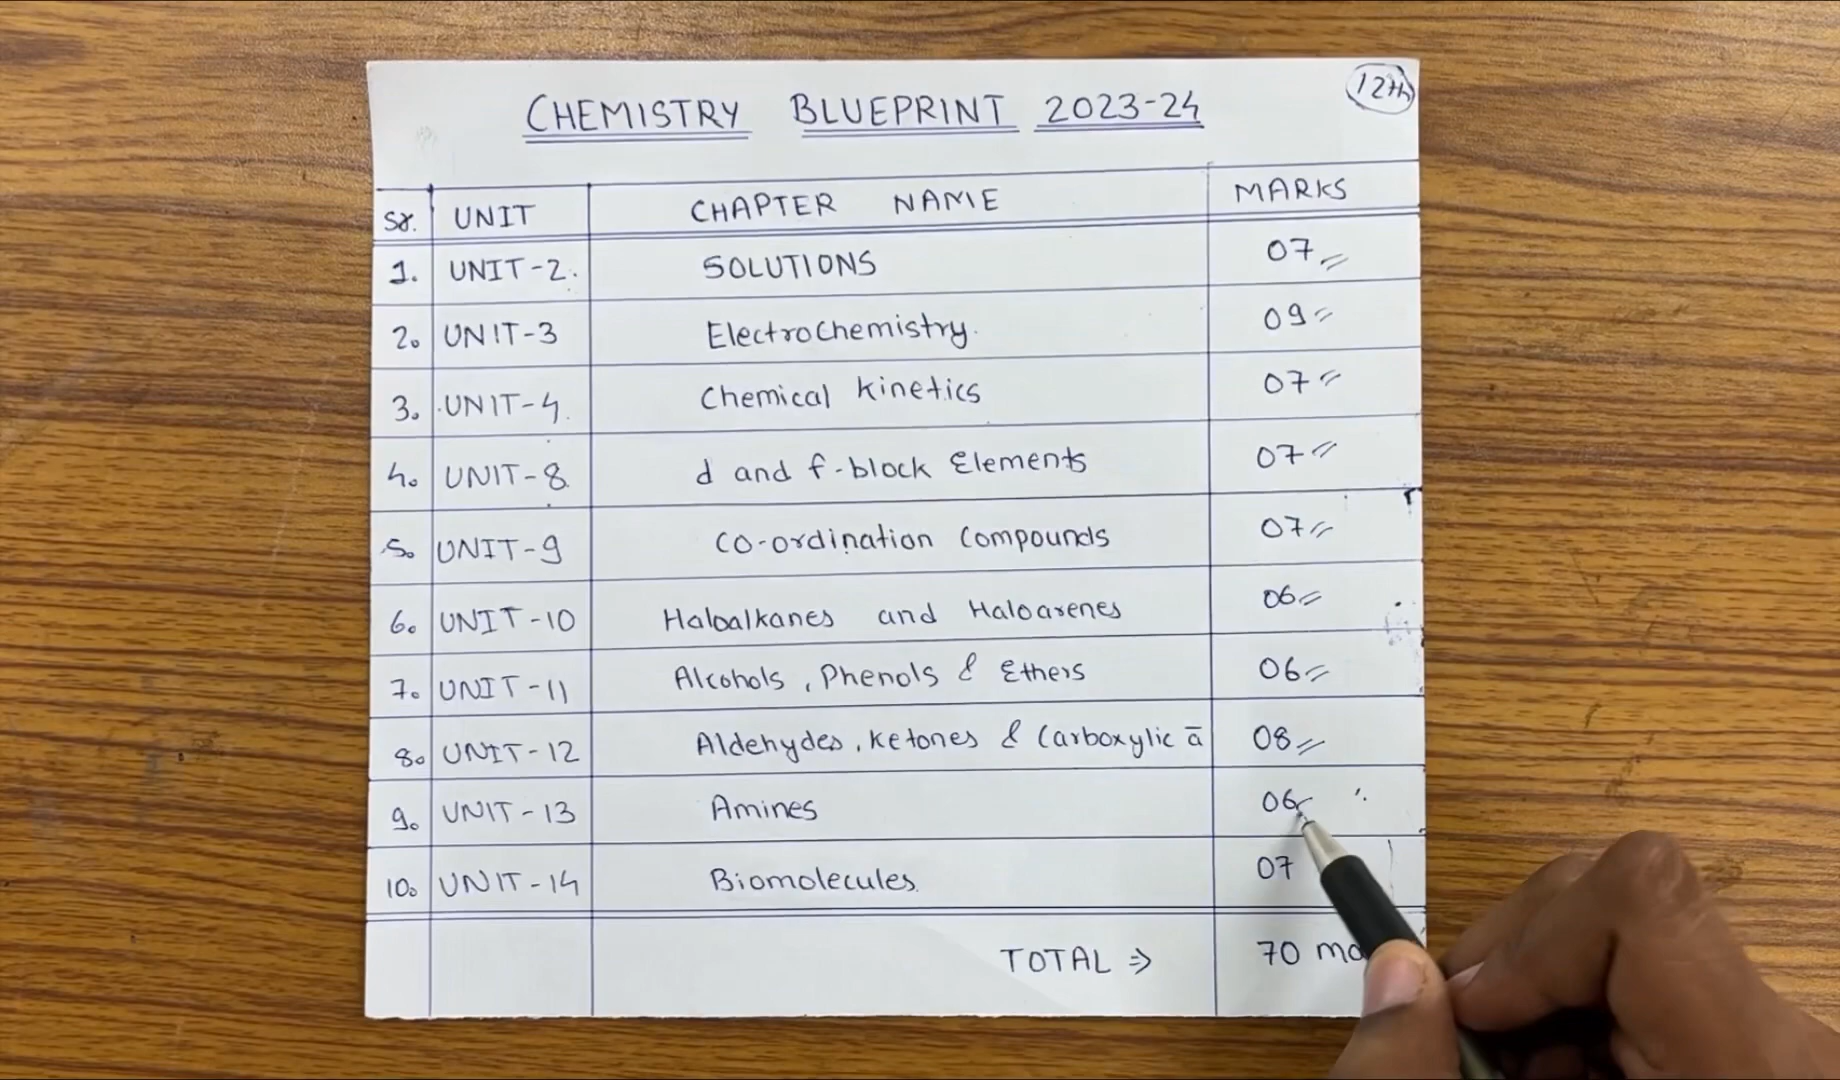 12th
CHEMISTRY BLUEPRINT 2023-24
Sr. UNIT CHAPTER NAME MARKS
1. UNIT-2. SOLUTIONS 07
2. UNIT-3 ElectroChemistry. 09
3. UNIT-4. Chemical Kinetics 07
4. UNIT-8. d and f-block Elements 07
5. UNIT-9 CO-ordination Compounds 07
6. UNIT-10 Haloalkanes and Haloarenes 06
7. UNIT-11 Alcohols, Phenols & Ethers 06
8. UNIT-12 Aldehydes, Ketones & Carboxylic ā 08
9. UNIT-13 Amines 06
10. UNIT-14 Biomolecules. 07
TOTAL ⇒ 70